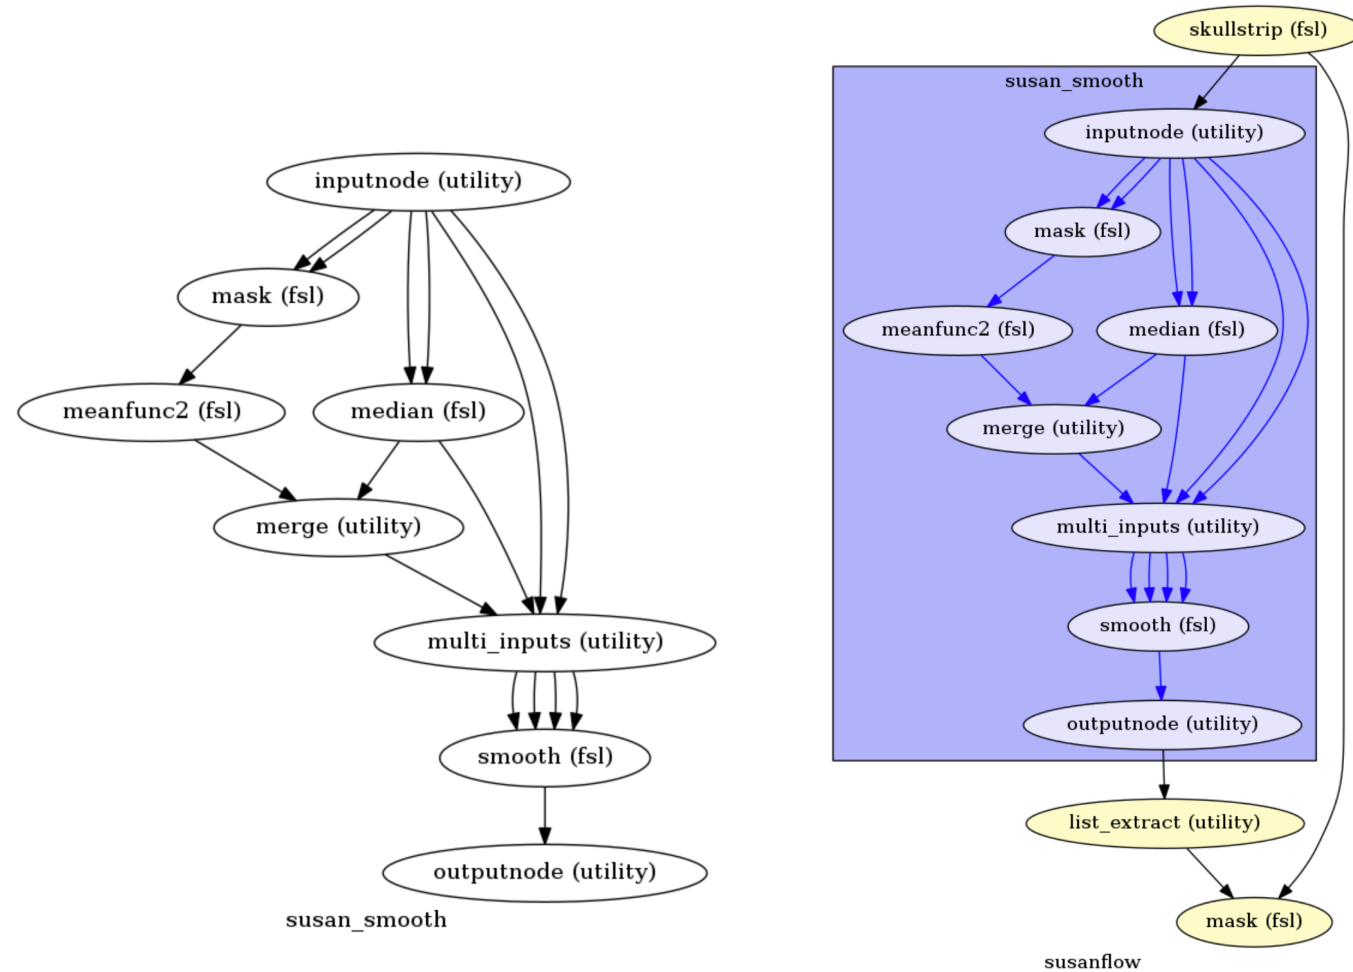 inputnode (utility)
mask (fsl)
meanfunc2 (fsl)
median (fsl)
merge (utility)
multi_inputs (utility)
smooth (fsl)
outputnode (utility)
susan_smooth
skullstrip (fsl)
susan_smooth
inputnode (utility)
mask (fsl)
meanfunc2 (fsl)
median (fsl)
merge (utility)
multi_inputs (utility)
smooth (fsl)
outputnode (utility)
list_extract (utility)
mask (fsl)
susanflow